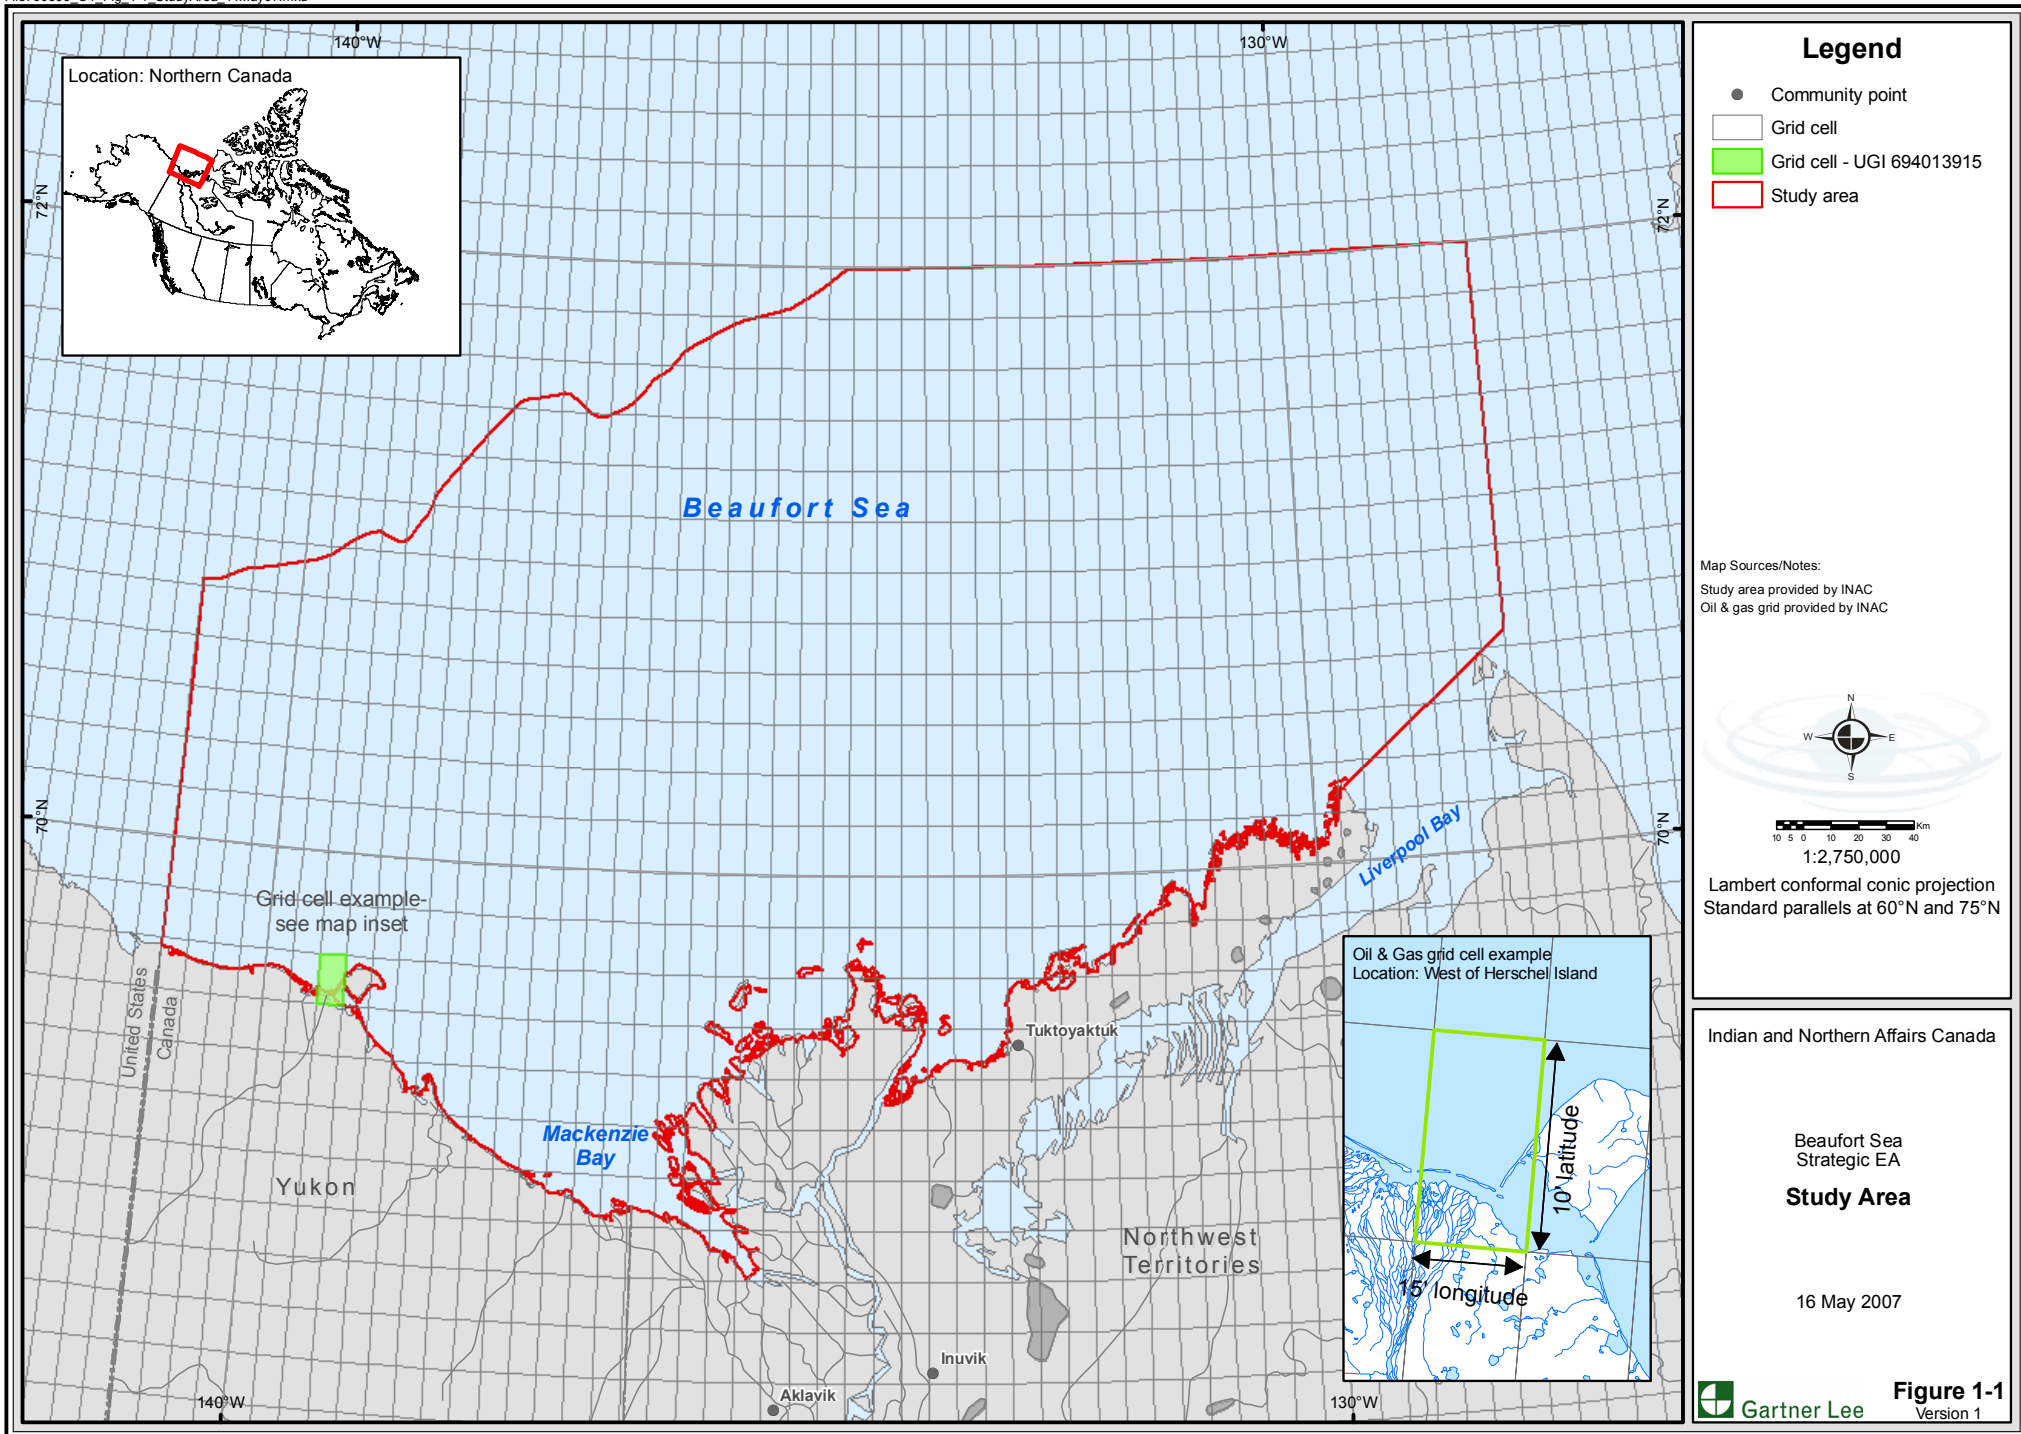 140°W
130°W
Location: Northern Canada
72°N
72°N
Beaufort Sea
70°N
70°N
Grid cell example-
see map inset
United States
Canada
Liverpool Bay
Tuktoyaktuk
Mackenzie
Bay
Yukon
Northwest
Territories
Inuvik
Aklavik
140°W
130°W
Oil & Gas grid cell example
Location: West of Herschel Island
10' latitude
15' longitude
Legend
Community point
Grid cell
Grid cell - UGI 694013915
Study area
Map Sources/Notes:
Study area provided by INAC
Oil & gas grid provided by INAC
N
W
E
S
10 5 0 10 20 30 40
Km
1:2,750,000
Lambert conformal conic projection
Standard parallels at 60°N and 75°N
Indian and Northern Affairs Canada
Beaufort Sea
Strategic EA
Study Area
16 May 2007
Gartner Lee
Figure 1-1
Version 1